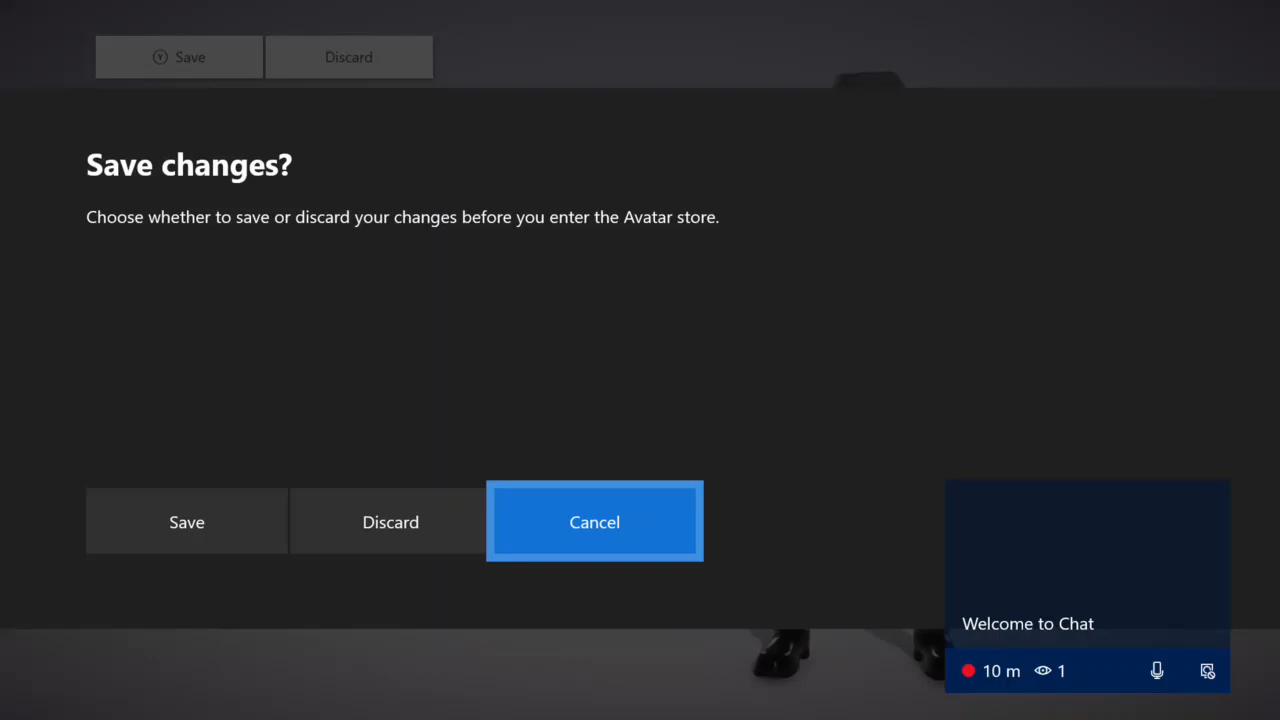 Ⓨ Save
Discard
Save changes?
Choose whether to save or discard your changes before you enter the Avatar store.
Save
Discard
Cancel
Welcome to Chat
10 m
1